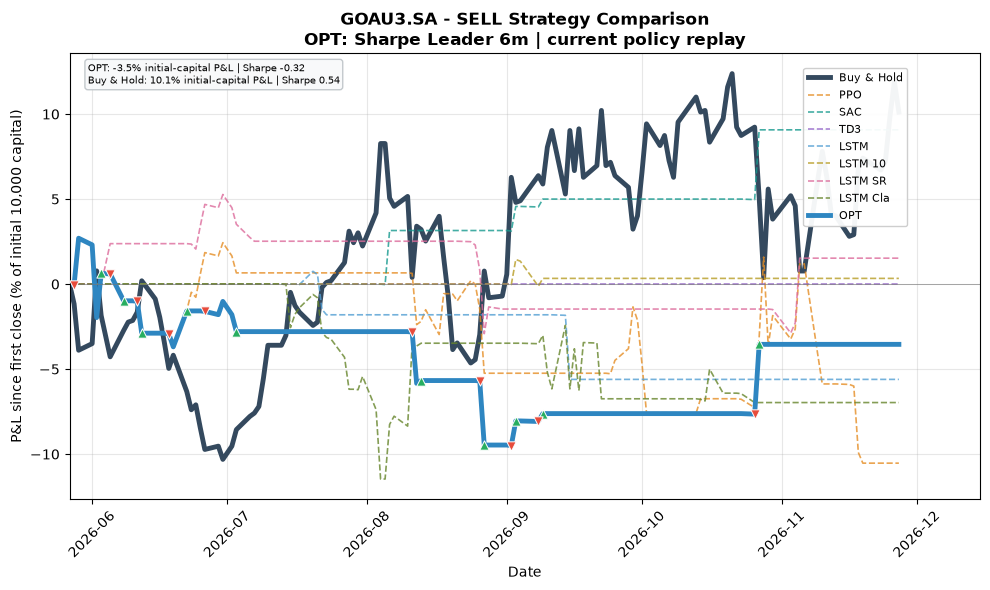 GOAU3.SA - SELL Strategy Comparison
OPT: Sharpe Leader 6m | current policy replay
OPT: -3.5% initial-capital P&L | Sharpe -0.32
Buy & Hold: 10.1% initial-capital P&L | Sharpe 0.54
Buy & Hold
PPO
SAC
TD3
LSTM
LSTM 10
LSTM SR
LSTM Cla
OPT
P&L since first close (% of initial 10,000 capital)
10
5
0
−5
−10
2026-06
2026-07
2026-08
2026-09
2026-10
2026-11
2026-12
Date